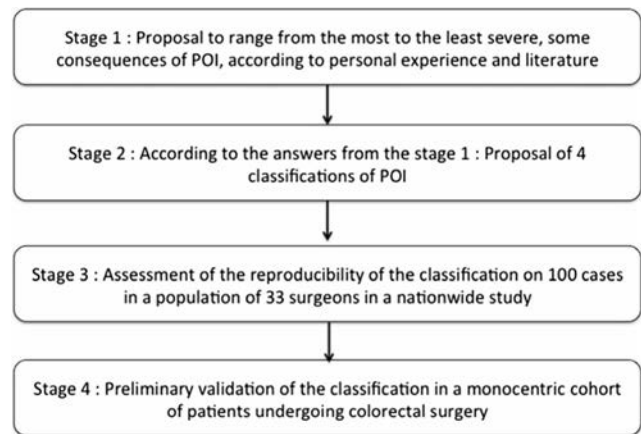 Stage 1 : Proposal to range from the most to the least severe, some
consequences of POI, according to personal experience and literature
Stage 2 : According to the answers from the stage 1 : Proposal of 4
classifications of POI
Stage 3 : Assessment of the reproducibility of the classification on 100 cases
in a population of 33 surgeons in a nationwide study
Stage 4 : Preliminary validation of the classification in a monocentric cohort
of patients undergoing colorectal surgery